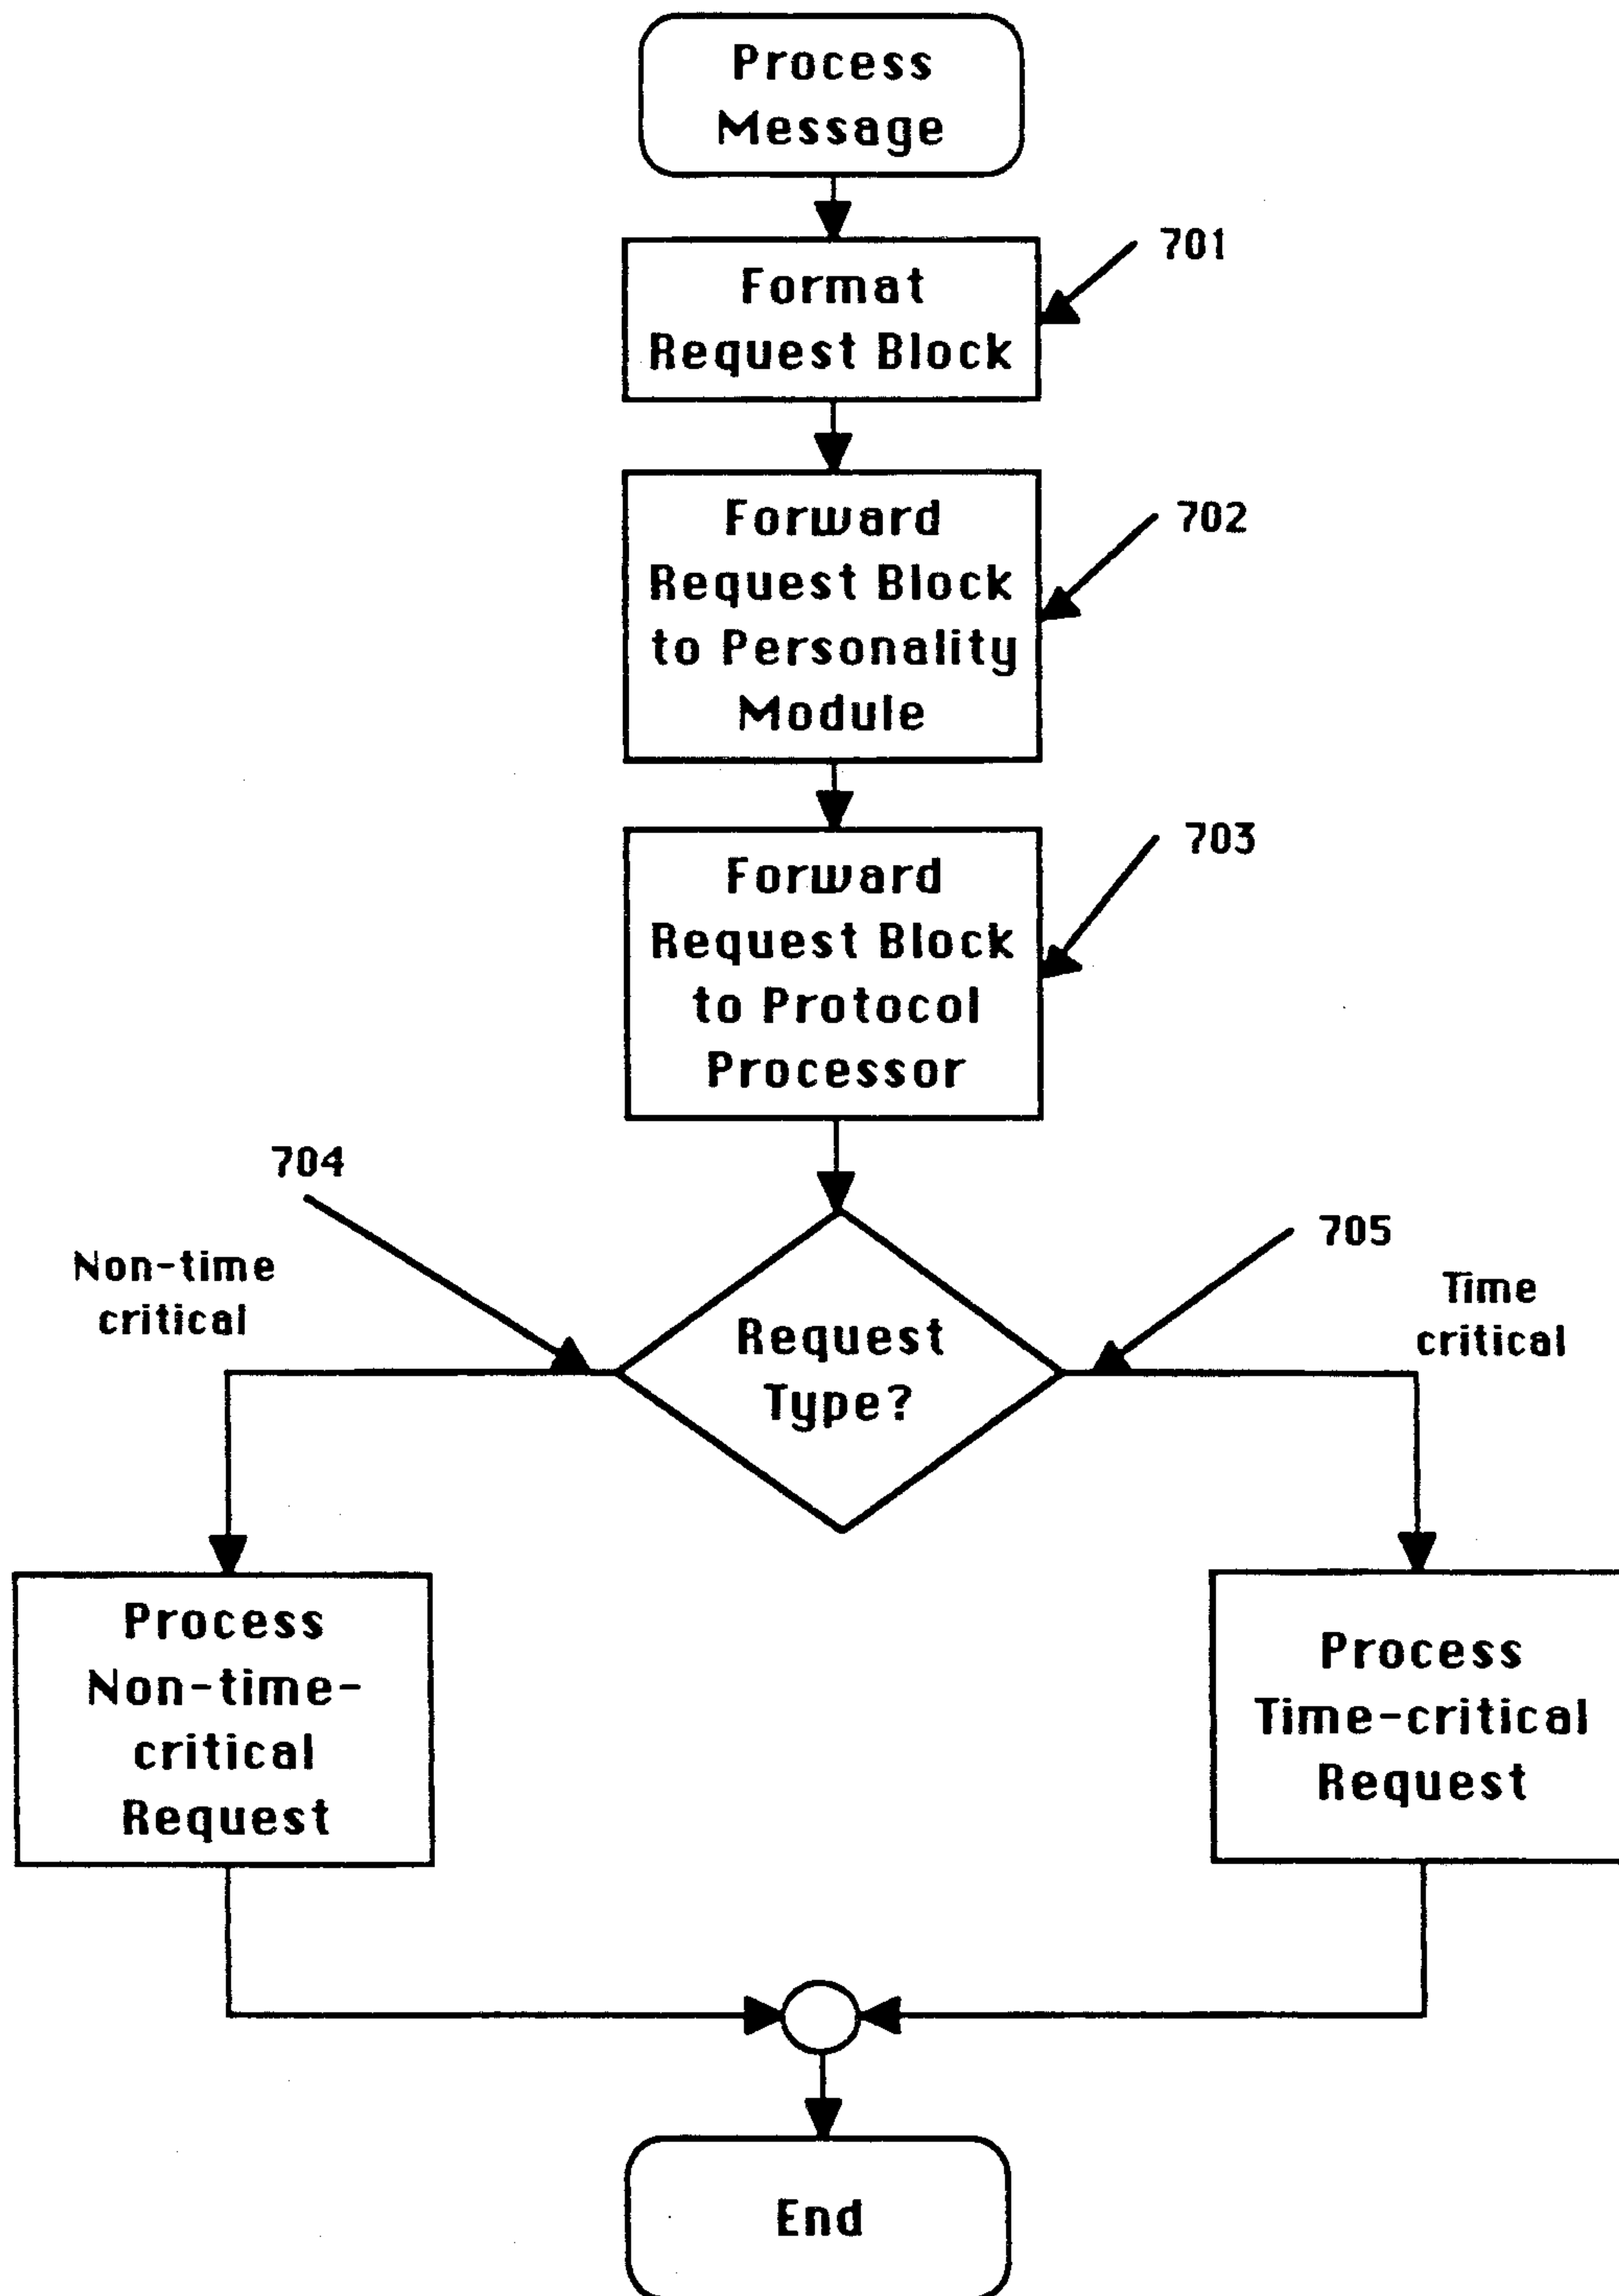 Process
Message
701
Format
Request Block
702
Forward
Request Block
to Personality
Module
703
Forward
Request Block
to Protocol
Processor
704
705
Non-time
critical
Time
critical
Request
Type?
Process
Non-time-
critical
Request
Process
Time-critical
Request
End